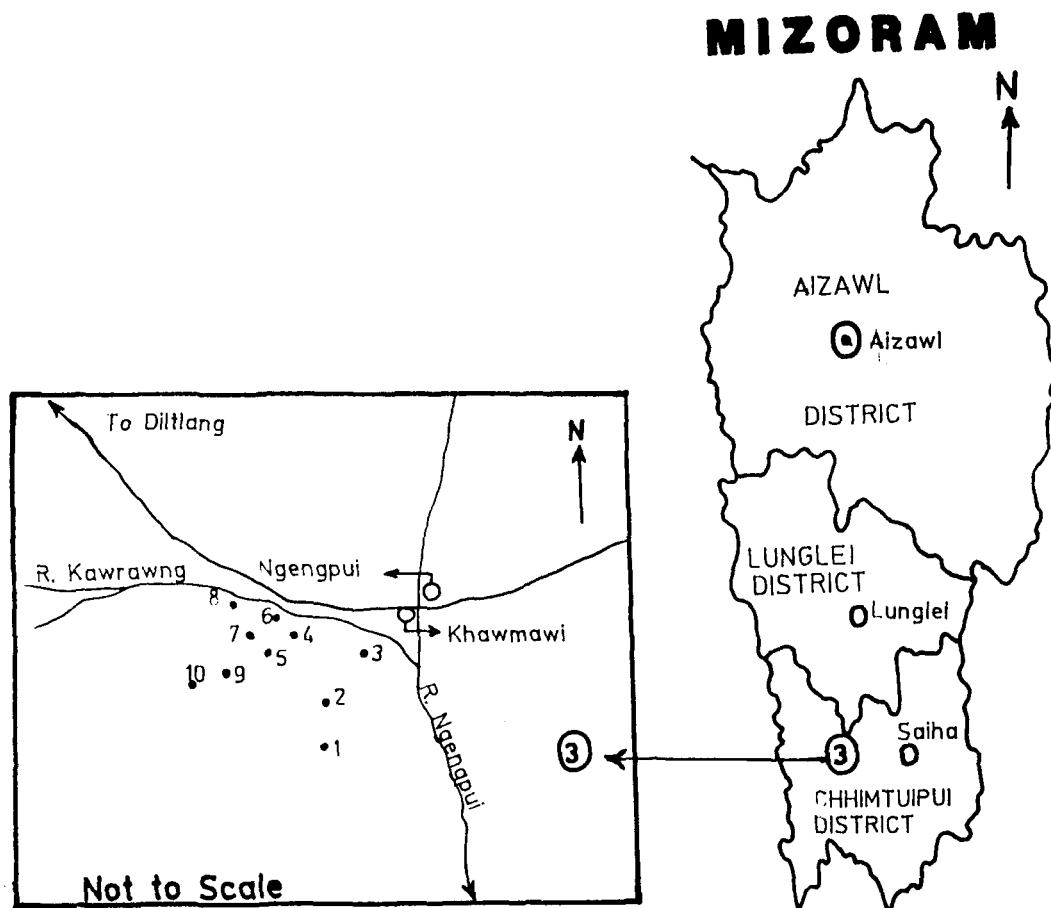 MIZORAM
N
AIZAWL
Aizawl
DISTRICT
LUNGLEI
DISTRICT
Lunglei
Saiha
3
CHHIMTUIPUI
DISTRICT
To Diltlang
N
R. Kawrawng
Ngengpui
Khawmawi
8
6
7
4
5
3
10
9
2
1
R. Ngengpui
3
Not to Scale